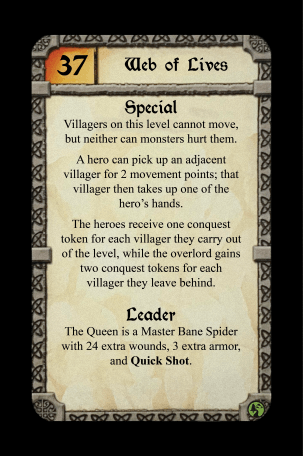 37 Web of Lives
Special
Villagers on this level cannot move,
but neither can monsters hurt them.
A hero can pick up an adjacent
villager for 2 movement points; that
villager then takes up one of the
hero's hands.
The heroes receive one conquest
token for each villager they carry out
of the level, while the overlord gains
two conquest tokens for each
villager they leave behind.
Leader
The Queen is a Master Bane Spider
with 24 extra wounds, 3 extra armor,
and Quick Shot.